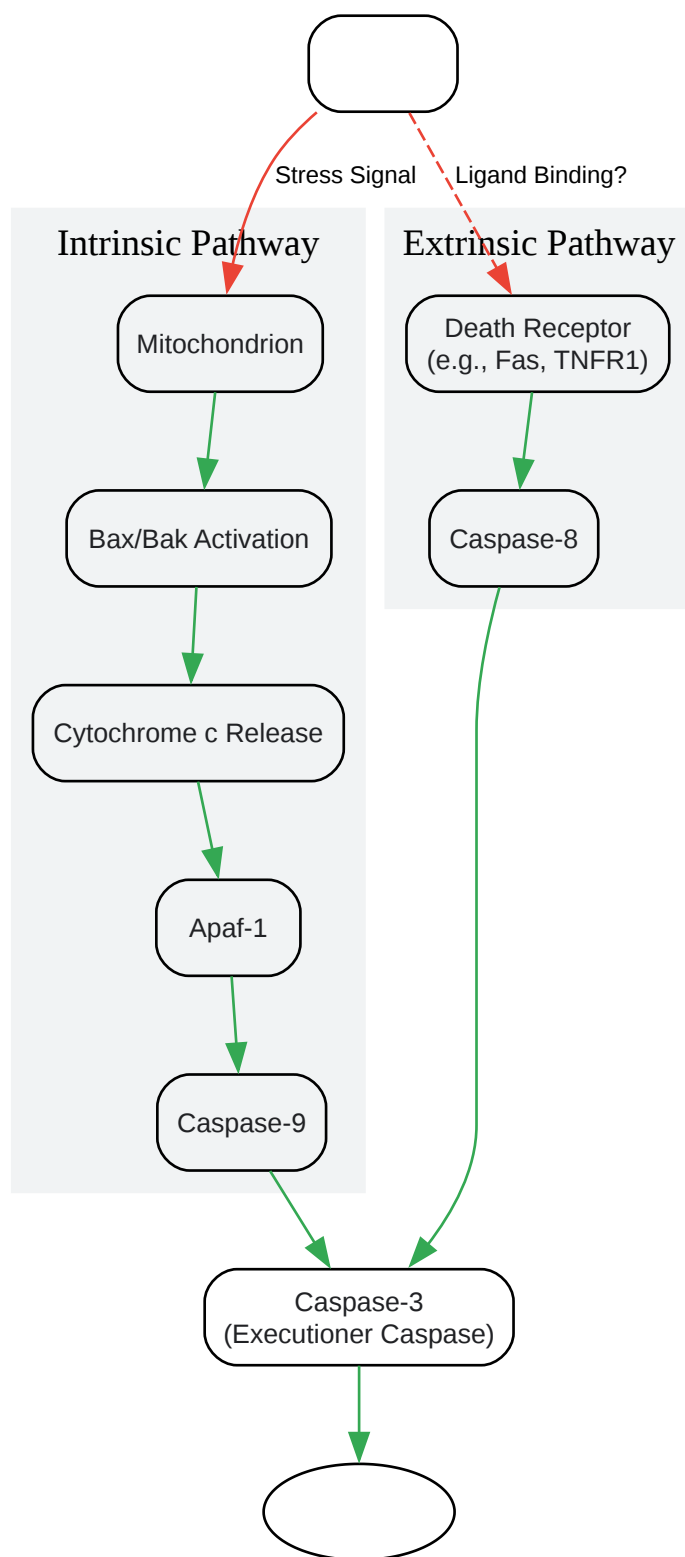 Stress Signal
Ligand Binding?
Intrinsic Pathway
Extrinsic Pathway
Mitochondrion
Death Receptor
(e.g., Fas, TNFR1)
Bax/Bak Activation
Caspase-8
Cytochrome c Release
Apaf-1
Caspase-9
Caspase-3
(Executioner Caspase)